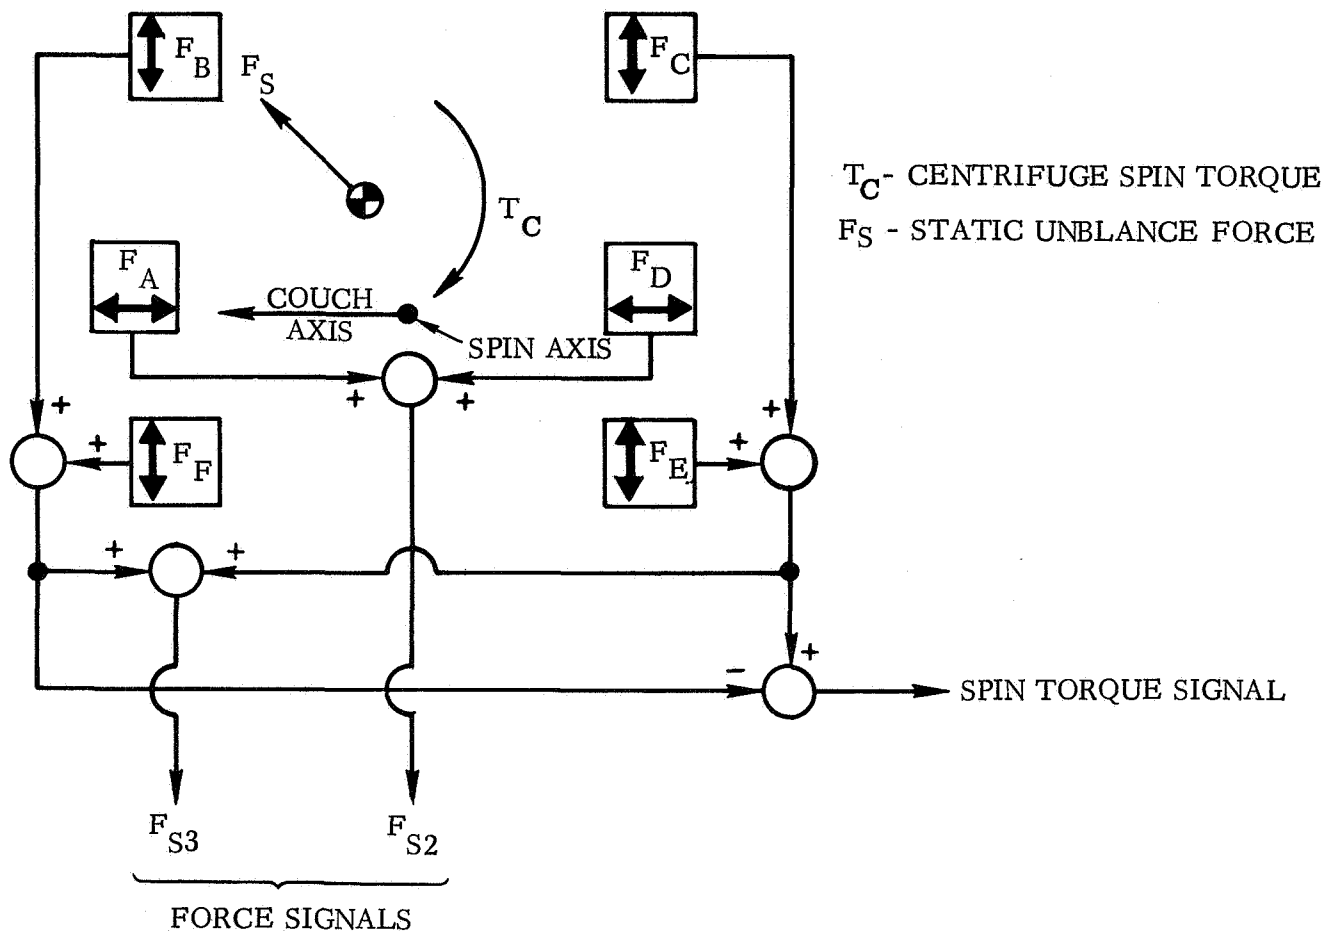 F_B
F_S
F_C
T_C
T_C - CENTRIFUGE SPIN TORQUE
F_S - STATIC UNBLANCE FORCE
F_A
F_D
COUCH
AXIS
SPIN AXIS
+ +
+ +
+ +
F_F
F_E
+ +
- +
SPIN TORQUE SIGNAL
F_S3
F_S2
FORCE SIGNALS